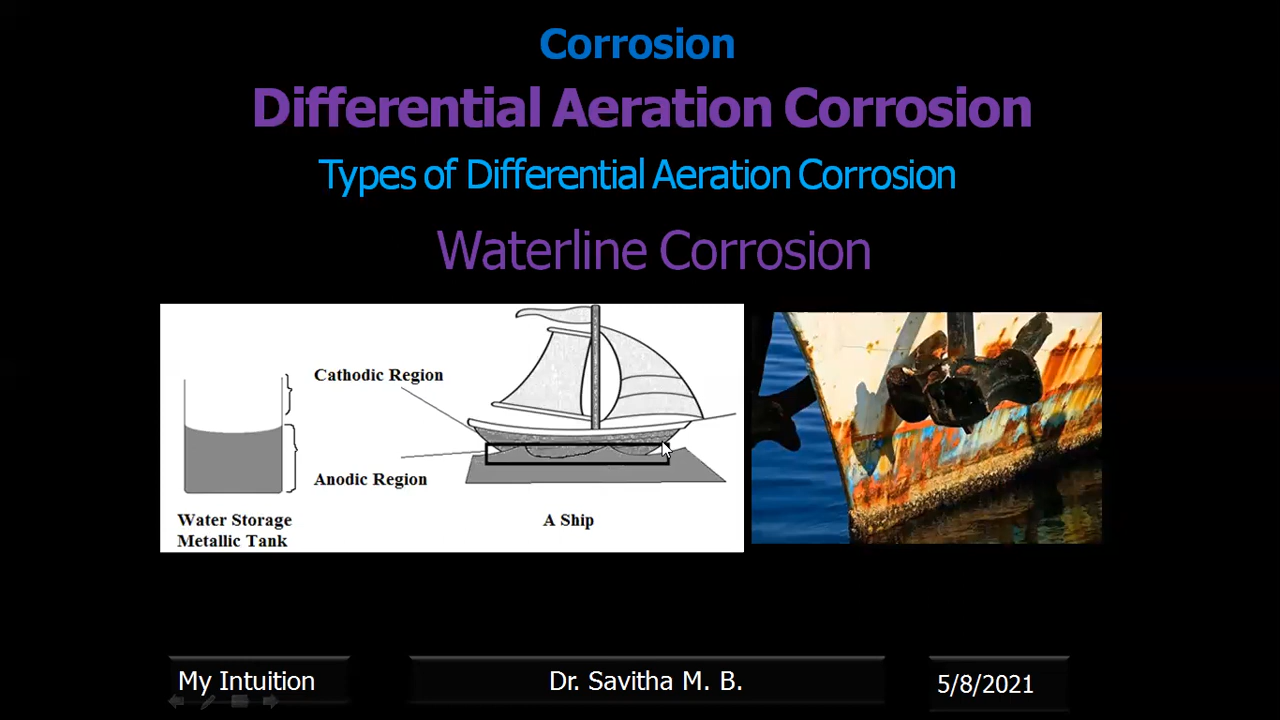 Corrosion
Differential Aeration Corrosion
Types of Differential Aeration Corrosion
Waterline Corrosion
Cathodic Region
Anodic Region
Water Storage
Metallic Tank
A Ship
My Intuition
Dr. Savitha M. B.
5/8/2021